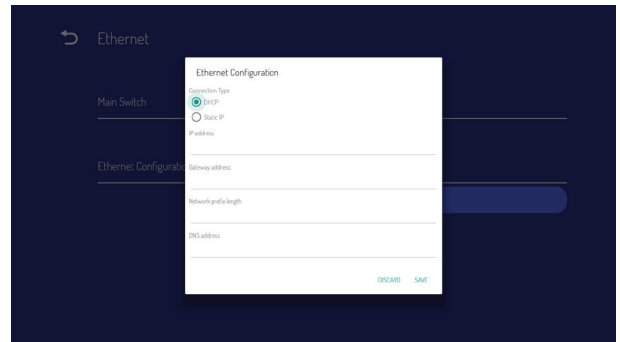 Ethernet
Ethernet Configuration
Connection Type
DHCP
Static IP
Main Switch
IP address
Ethernet Configuratio
Gateway address
Network prefix length
DNS address
DISCARD SAVE